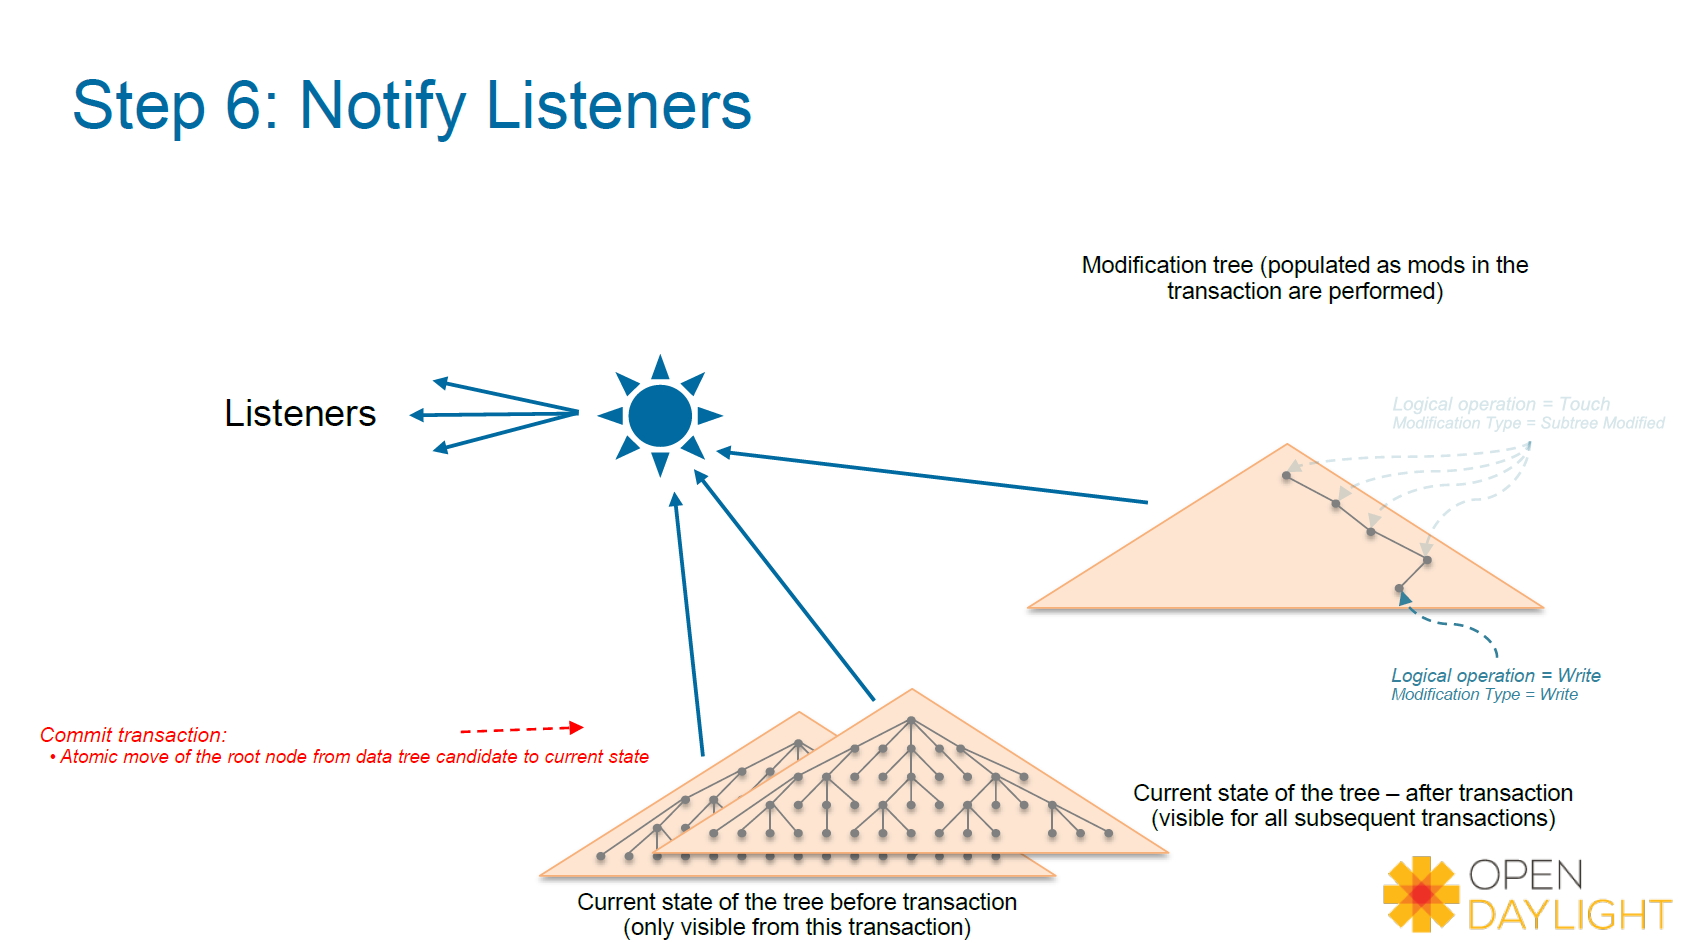 Step 6: Notify Listeners
Modification tree (populated as mods in the
transaction are performed)
Listeners
Logical operation = Touch
Modification Type = Subtree Modified
Logical operation = Write
Modification Type = Write
Commit transaction:
• Atomic move of the root node from data tree candidate to current state
Current state of the tree – after transaction
(visible for all subsequent transactions)
Current state of the tree before transaction
(only visible from this transaction)
OPEN
DAYLIGHT